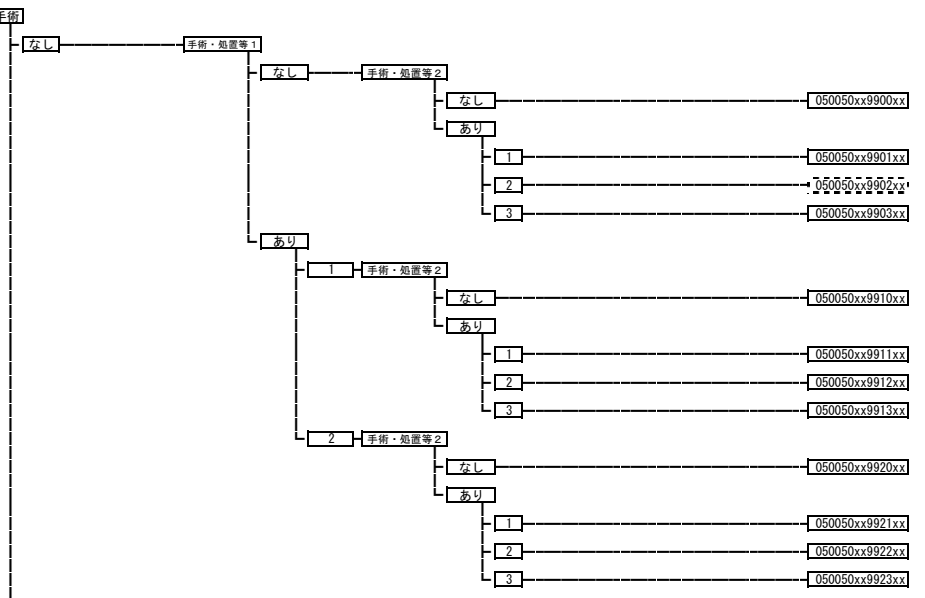 手術
なし 手術・処置等1
なし 手術・処置等2
なし 050050xx9900xx
あり
1 050050xx9901xx
2 050050xx9902xx
3 050050xx9903xx
あり
1 手術・処置等2
なし 050050xx9910xx
あり
1 050050xx9911xx
2 050050xx9912xx
3 050050xx9913xx
2 手術・処置等2
なし 050050xx9920xx
あり
1 050050xx9921xx
2 050050xx9922xx
3 050050xx9923xx